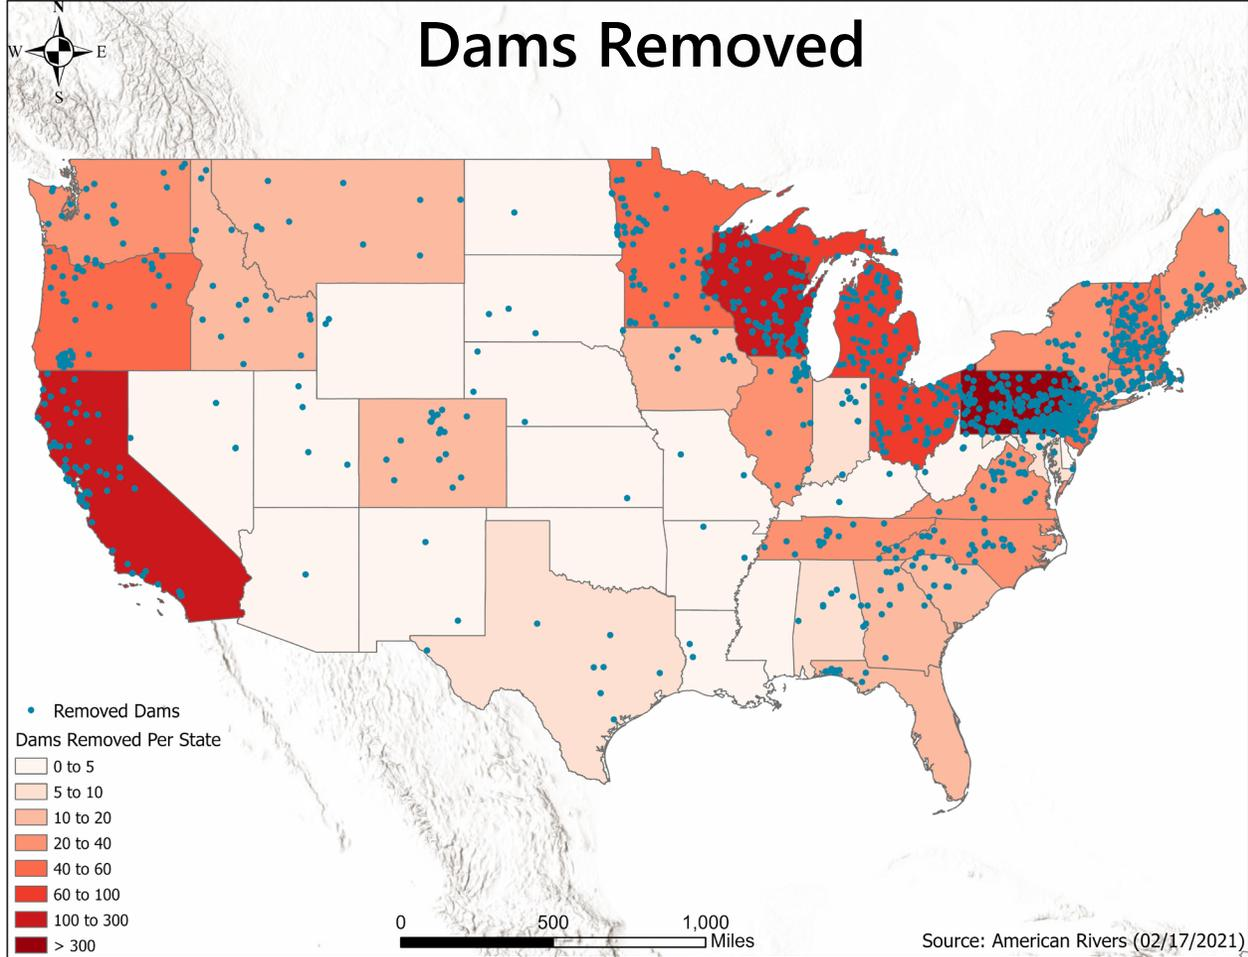 N
Dams Removed
W E
S
Removed Dams
Dams Removed Per State
0 to 5
5 to 10
10 to 20
20 to 40
40 to 60
60 to 100
100 to 300
> 300
0 500 1,000
Miles
Source: American Rivers (02/17/2021)